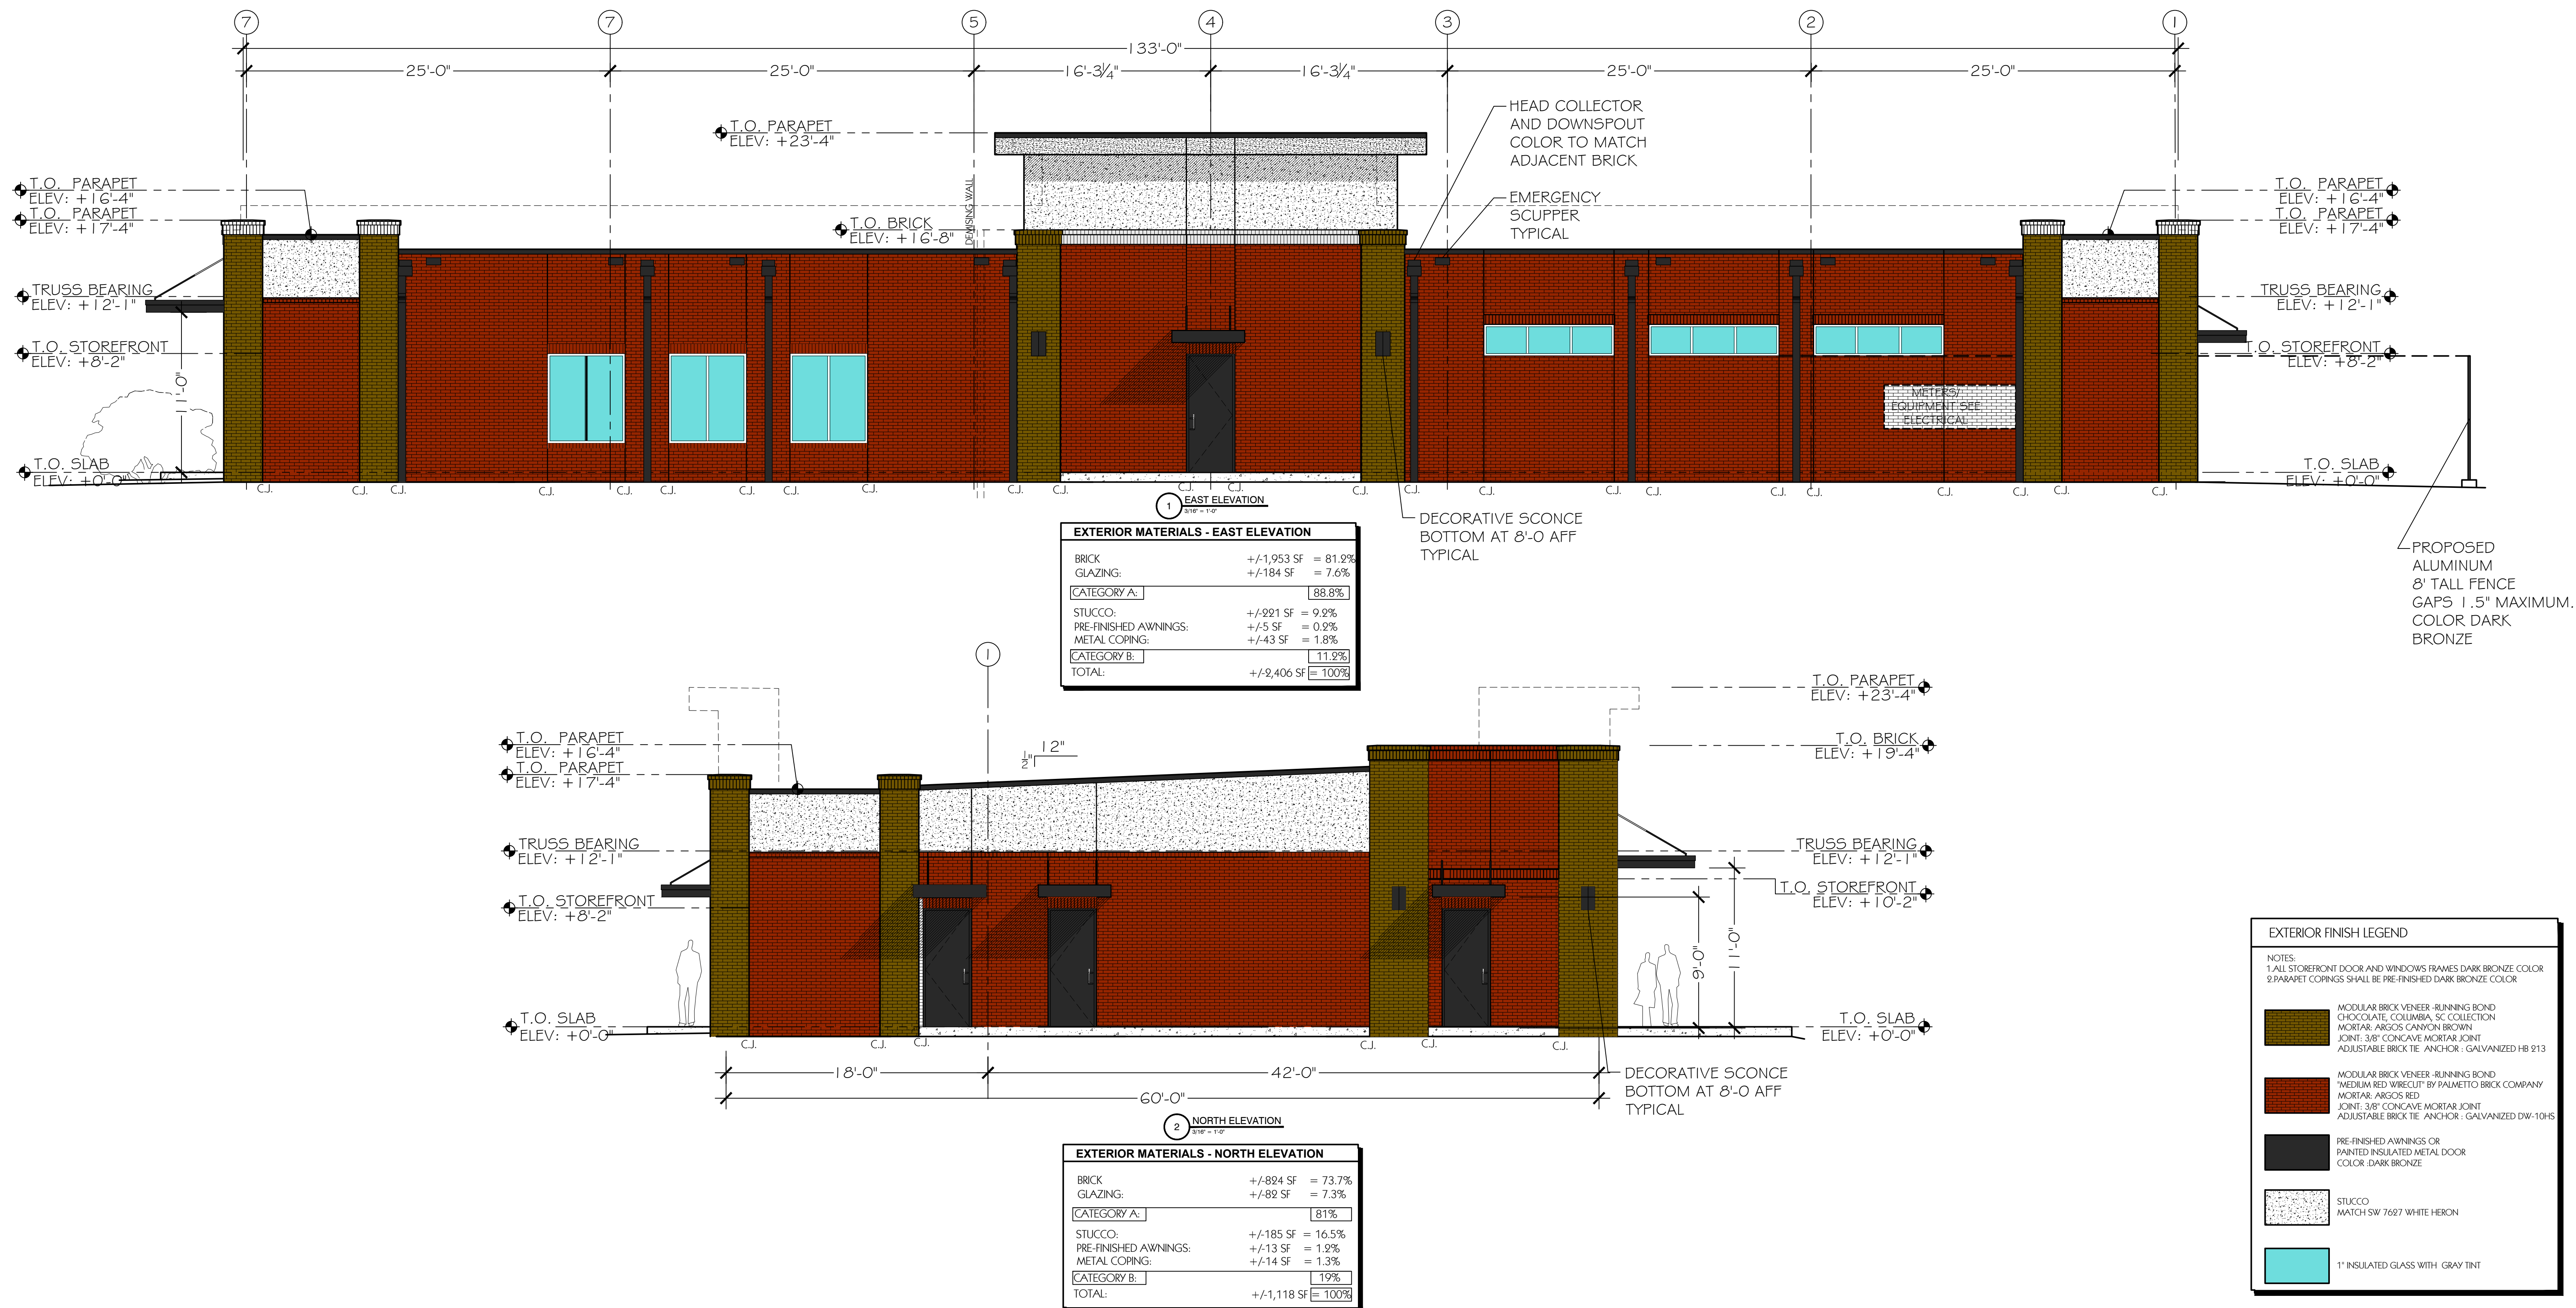 7 7 5 4 3 2 1
133'-0"
25'-0" 25'-0" 16'-3¼" 16'-3¼" 25'-0" 25'-0"
T.O. PARAPET
ELEV: +23'-4"
HEAD COLLECTOR
AND DOWNSPOUT
COLOR TO MATCH
ADJACENT BRICK
EMERGENCY
SCUPPER
TYPICAL
T.O. PARAPET
ELEV: +16'-4"
T.O. PARAPET
ELEV: +17'-4"
T.O. BRICK
ELEV: +16'-8"
DEMISING WALL
T.O. PARAPET
ELEV: +16'-4"
T.O. PARAPET
ELEV: +17'-4"
TRUSS BEARING
ELEV: +12'-1"
T.O. STOREFRONT
ELEV: +8'-2"
11'-0"
T.O. SLAB
ELEV: +0'-0"
TRUSS BEARING
ELEV: +12'-1"
T.O. STOREFRONT
ELEV: +8'-2"
METERS/
EQUIPMENT SEE
ELECTRICAL
T.O. SLAB
ELEV: +0'-0"
C.J. C.J. C.J. C.J. C.J. C.J. C.J. C.J. C.J. C.J. C.J. C.J. C.J. C.J. C.J. C.J. C.J. C.J. C.J. C.J. C.J. C.J. C.J. C.J.
1 EAST ELEVATION
3/16" = 1'-0"
DECORATIVE SCONCE
BOTTOM AT 8'-0 AFF
TYPICAL
PROPOSED
ALUMINUM
8' TALL FENCE
GAPS 1.5" MAXIMUM.
COLOR DARK
BRONZE
EXTERIOR MATERIALS - EAST ELEVATION
BRICK +/-1,953 SF = 81.2%
GLAZING: +/-184 SF = 7.6%
CATEGORY A: 88.8%
STUCCO: +/-221 SF = 9.2%
PRE-FINISHED AWNINGS: +/-5 SF = 0.2%
METAL COPING: +/-43 SF = 1.8%
CATEGORY B: 11.2%
TOTAL: +/-2,406 SF = 100%
1
T.O. PARAPET
ELEV: +23'-4"
T.O. PARAPET
ELEV: +16'-4"
T.O. PARAPET
ELEV: +17'-4"
12"
½"
T.O. BRICK
ELEV: +19'-4"
TRUSS BEARING
ELEV: +12'-1"
T.O. STOREFRONT
ELEV: +8'-2"
T.O. SLAB
ELEV: +0'-0"
TRUSS BEARING
ELEV: +12'-1"
T.O. STOREFRONT
ELEV: +10'-2"
9'-0"
11'-0"
T.O. SLAB
ELEV: +0'-0"
C.J. C.J. C.J. C.J. C.J. C.J.
18'-0" 42'-0"
60'-0"
DECORATIVE SCONCE
BOTTOM AT 8'-0 AFF
TYPICAL
2 NORTH ELEVATION
3/16" = 1'-0"
EXTERIOR MATERIALS - NORTH ELEVATION
BRICK +/-824 SF = 73.7%
GLAZING: +/-82 SF = 7.3%
CATEGORY A: 81%
STUCCO: +/-185 SF = 16.5%
PRE-FINISHED AWNINGS: +/-13 SF = 1.2%
METAL COPING: +/-14 SF = 1.3%
CATEGORY B: 19%
TOTAL: +/-1,118 SF = 100%
EXTERIOR FINISH LEGEND
NOTES:
1.ALL STOREFRONT DOOR AND WINDOWS FRAMES DARK BRONZE COLOR
2.PARAPET COPINGS SHALL BE PRE-FINISHED DARK BRONZE COLOR
MODULAR BRICK VENEER -RUNNING BOND
CHOCOLATE, COLUMBIA, SC COLLECTION
MORTAR: ARGOS CANYON BROWN
JOINT: 3/8" CONCAVE MORTAR JOINT
ADJUSTABLE BRICK TIE ANCHOR : GALVANIZED HB 213
MODULAR BRICK VENEER -RUNNING BOND
"MEDIUM RED WIRECUT" BY PALMETTO BRICK COMPANY
MORTAR: ARGOS RED
JOINT: 3/8" CONCAVE MORTAR JOINT
ADJUSTABLE BRICK TIE ANCHOR : GALVANIZED DW-10HS
PRE-FINISHED AWNINGS OR
PAINTED INSULATED METAL DOOR
COLOR :DARK BRONZE
STUCCO
MATCH SW 7627 WHITE HERON
1" INSULATED GLASS WITH GRAY TINT